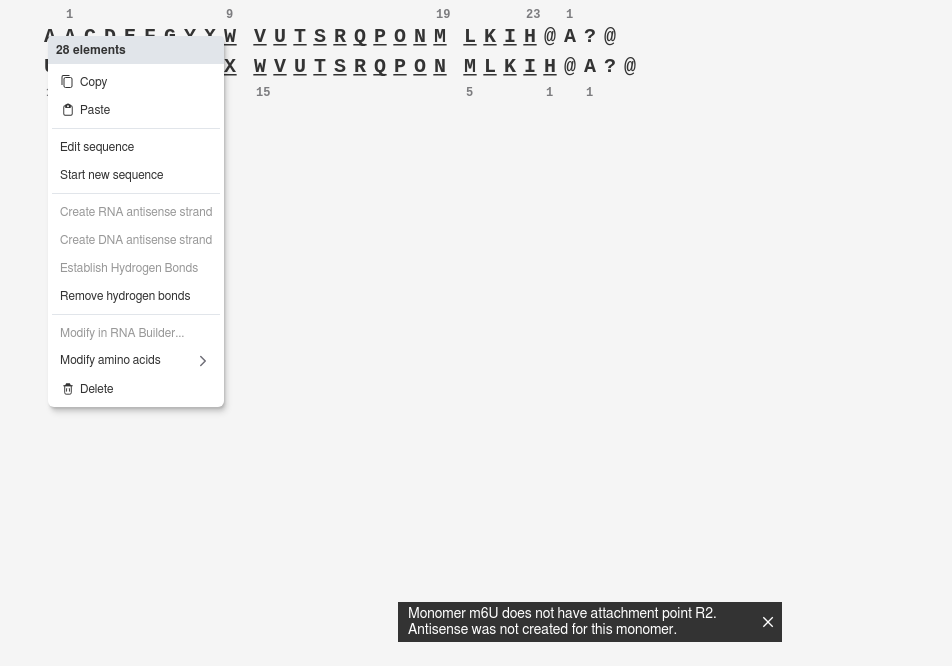 1 9 19 23 1
A A C D E F G Y X W V U T S R Q P O N M L K I H @ A ? @
X W V U T S R Q P O N M L K I H @ A ? @
15 5 1 1
28 elements
Copy
Paste
Edit sequence
Start new sequence
Create RNA antisense strand
Create DNA antisense strand
Establish Hydrogen Bonds
Remove hydrogen bonds
Modify in RNA Builder...
Modify amino acids
Delete
Monomer m6U does not have attachment point R2.
Antisense was not created for this monomer.